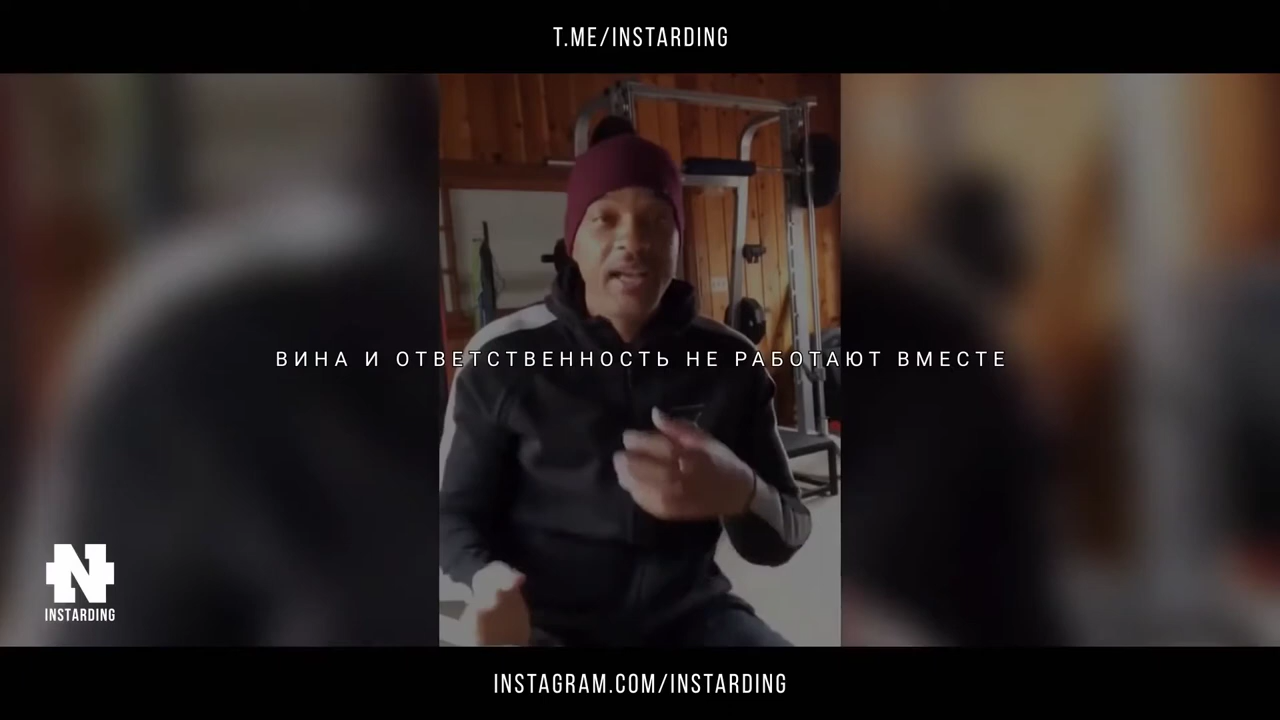 T.ME/INSTARDING
ВИНА И ОТВЕТСТВЕННОСТЬ НЕ РАБОТАЮТ ВМЕСТЕ
N
INSTARDING
INSTAGRAM.COM/INSTARDING